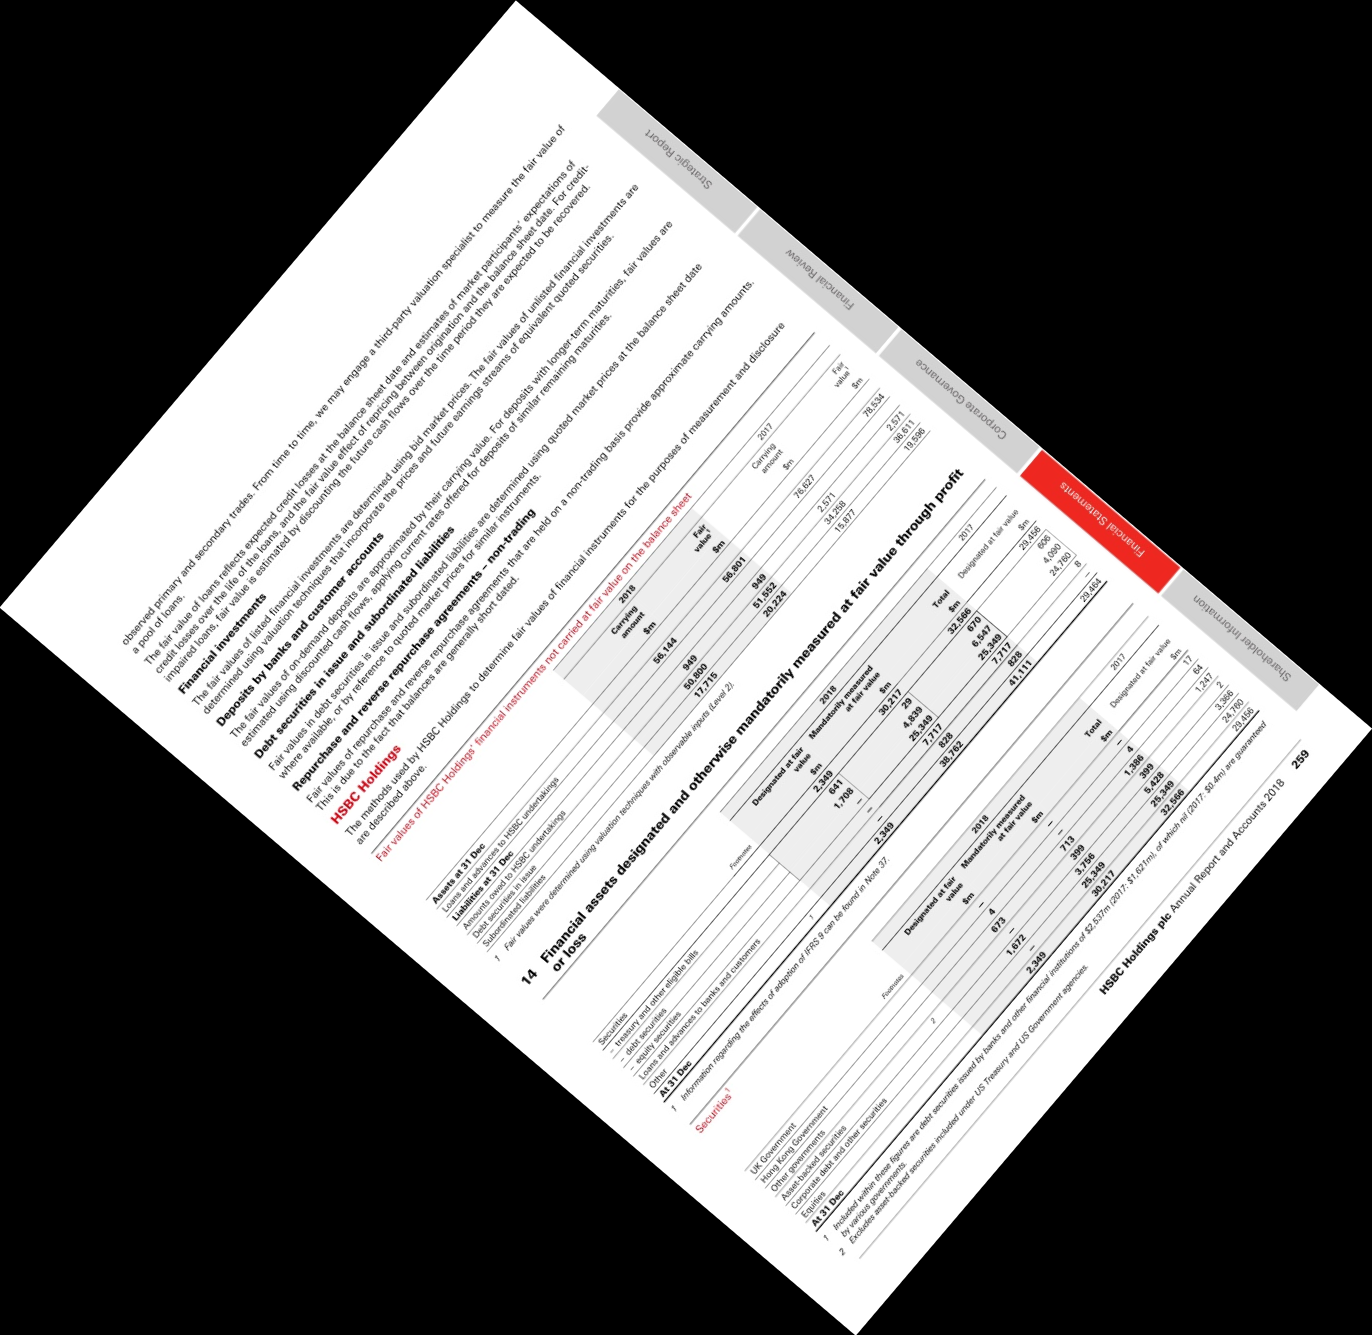 Strategic Report
Financial Review
Corporate Governance
Financial Statements
Shareholder Information
observed primary and secondary trades. From time to time, we may engage a third-party valuation specialist to measure the fair value of
a pool of loans.
The fair value of loans reflects expected credit losses at the balance sheet date and estimates of market participants' expectations of
credit losses over the life of the loans, and the fair value effect of repricing between origination and the balance sheet date. For credit-
impaired loans, fair value is estimated by discounting the future cash flows over the time period they are expected to be recovered.
Financial investments
The fair values of listed financial investments are determined using bid market prices. The fair values of unlisted financial investments are
determined using valuation techniques that incorporate the prices and future earnings streams of equivalent quoted securities.
Deposits by banks and customer accounts
The fair values of on-demand deposits are approximated by their carrying value. For deposits with longer-term maturities, fair values are
estimated using discounted cash flows, applying current rates offered for deposits of similar remaining maturities.
Debt securities in issue and subordinated liabilities
Fair values in debt securities in issue and subordinated liabilities are determined using quoted market prices at the balance sheet date
where available, or by reference to quoted market prices for similar instruments.
Repurchase and reverse repurchase agreements – non-trading
Fair values of repurchase and reverse repurchase agreements that are held on a non-trading basis provide approximate carrying amounts.
This is due to the fact that balances are generally short dated.
HSBC Holdings
The methods used by HSBC Holdings to determine fair values of financial instruments for the purposes of measurement and disclosure
are described above.
Fair values of HSBC Holdings' financial instruments not carried at fair value on the balance sheet
2018 2017
Carrying amount Fair value¹ Carrying amount Fair value¹
$m $m $m $m
Assets at 31 Dec
Loans and advances to HSBC undertakings 56,144 56,801 76,627 78,534
Liabilities at 31 Dec
Amounts owed to HSBC undertakings 949 949 2,571 2,571
Debt securities in issue 50,800 51,552 34,258 36,611
Subordinated liabilities 17,715 20,224 15,877 19,596
1 Fair values were determined using valuation techniques with observable inputs (Level 2).
14 Financial assets designated and otherwise mandatorily measured at fair value through profit
or loss
2018 2017
Designated at fair value Mandatorily measured at fair value Total Designated at fair value
Footnotes $m $m $m $m
Securities 2,349 30,217 32,566 29,456
– treasury and other eligible bills 641 29 670 606
– debt securities 1,708 4,839 6,547 4,090
– equity securities – 25,349 25,349 24,760
Loans and advances to banks and customers – 7,717 7,717 8
Other – 828 828 –
At 31 Dec 1 2,349 38,762 41,111 29,464
1 Information regarding the effects of adoption of IFRS 9 can be found in Note 37.
Securities¹
2018 2017
Designated at fair value Mandatorily measured at fair value Total Designated at fair value
Footnotes $m $m $m $m
UK Government – – – 17
Hong Kong Government 4 – 4 64
Other governments 673 713 1,386 1,247
Asset-backed securities 2 – 399 399 2
Corporate debt and other securities 1,672 3,756 5,428 3,366
Equities – 25,349 25,349 24,760
At 31 Dec 2,349 30,217 32,566 29,456
1 Included within these figures are debt securities issued by banks and other financial institutions of $2,537m (2017: $1,621m), of which nil (2017: $0.4m) are guaranteed
by various governments.
2 Excludes asset-backed securities included under US Treasury and US Government agencies.
HSBC Holdings plc Annual Report and Accounts 2018 259